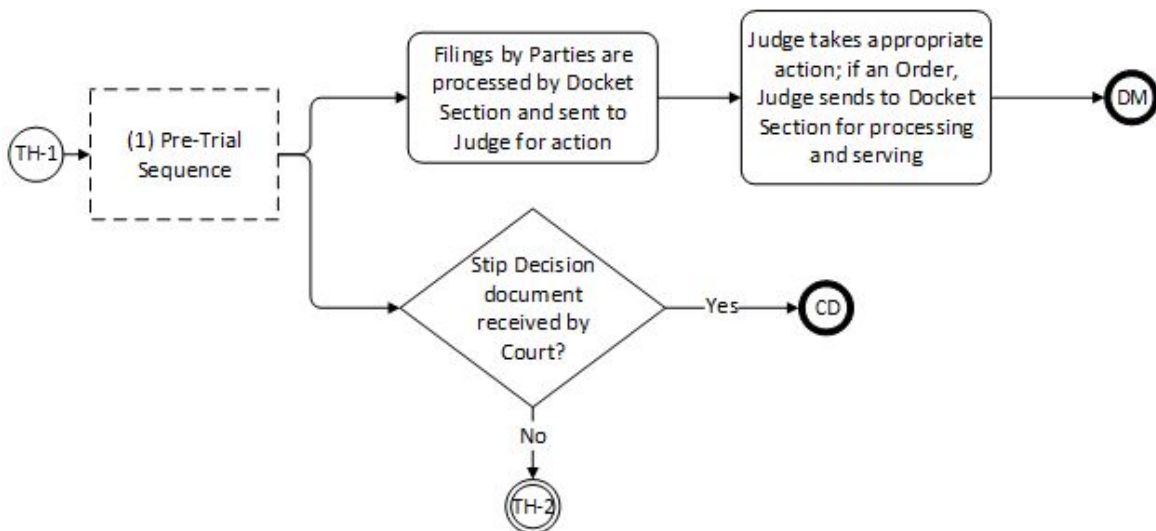 TH-1
(1) Pre-Trial
Sequence
Filings by Parties are
processed by Docket
Section and sent to
Judge for action
Judge takes appropriate
action; if an Order,
Judge sends to Docket
Section for processing
and serving
DM
Stip Decision
document
received by
Court?
Yes
CD
No
TH-2